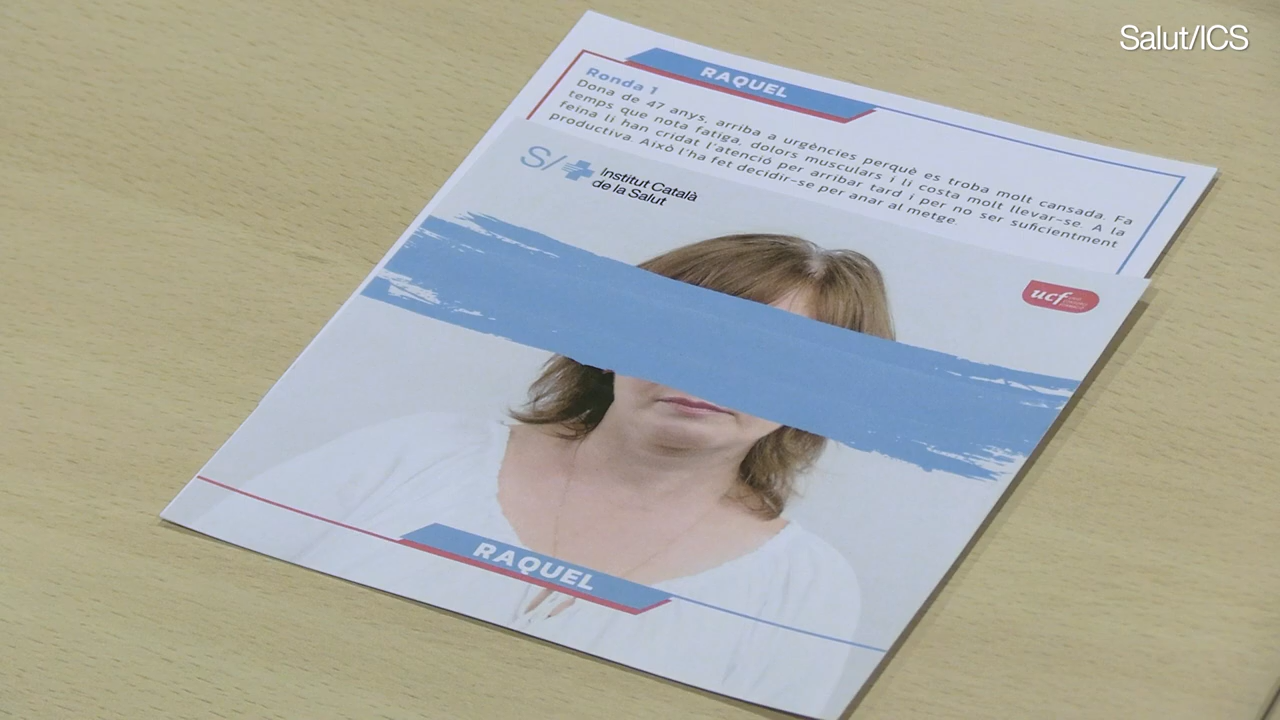 Salut/ICS
RAQUEL
Ronda 1
Dona de 47 anys, arriba a urgències perquè es troba molt cansada. Fa
temps que nota fatiga, dolors musculars i li costa molt llevar-se. A la
feina li han cridat l'atenció per arribar tard i per no ser suficientment
productiva. Això l'ha fet decidir-se per anar al metge.
S/
Institut Català
de la Salut
ucf
RAQUEL